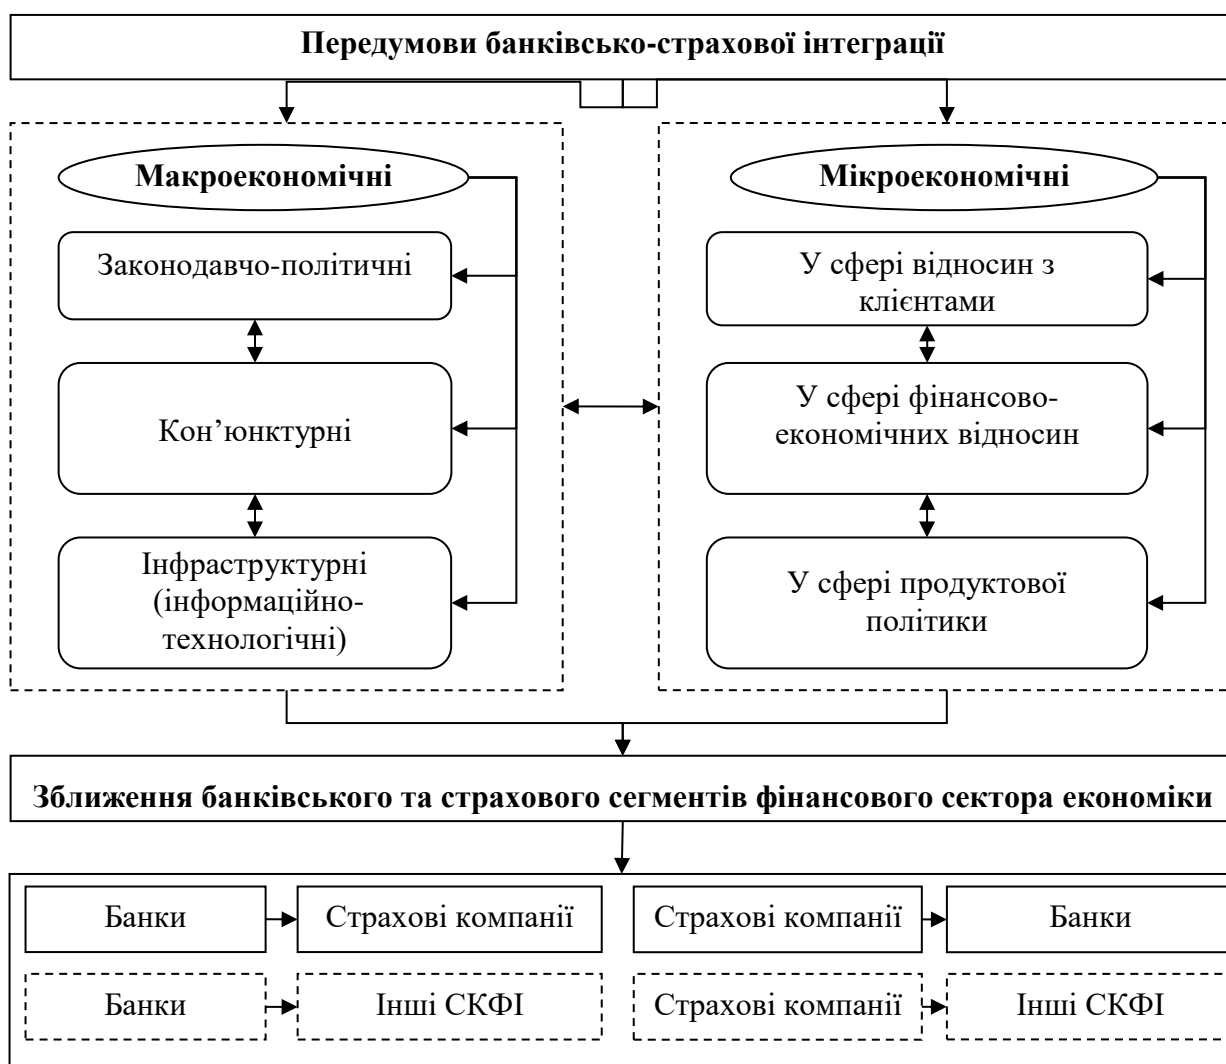 Передумови банківсько-страхової інтеграції
Макроекономічні
Законодавчо-політичні
Кон’юнктурні
Інфраструктурні
(інформаційно-
технологічні)
Мікроекономічні
У сфері відносин з
клієнтами
У сфері фінансово-
економічних відносин
У сфері продуктової
політики
Зближення банківського та страхового сегментів фінансового сектора економіки
Банки
Страхові компанії
Страхові компанії
Банки
Банки
Інші СКФІ
Страхові компанії
Інші СКФІ